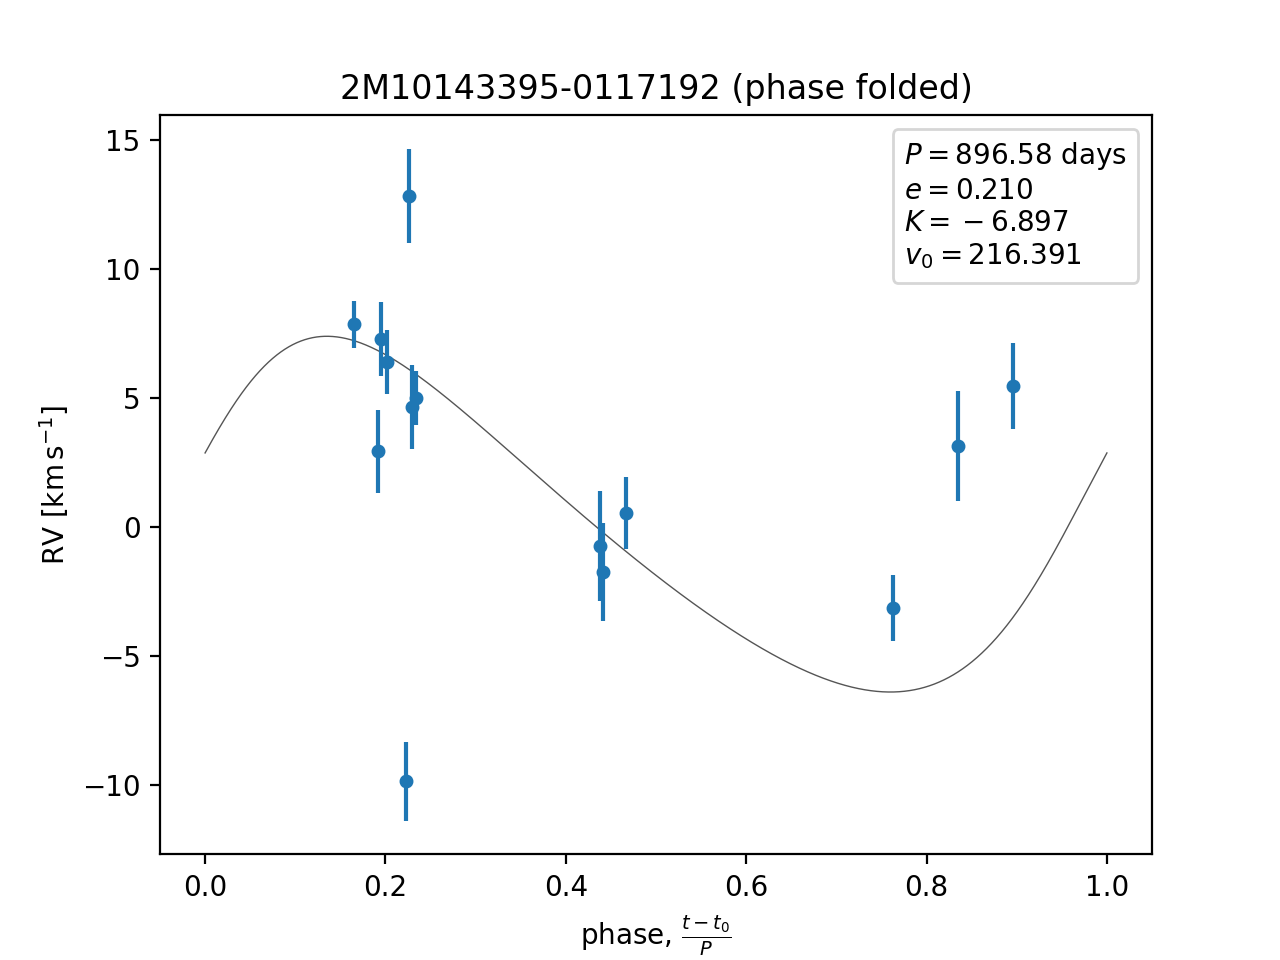 2M10143395-0117192 (phase folded)
P = 896.58 days
e = 0.210
K = −6.897
v₀ = 216.391
RV [km s⁻¹]
15
10
5
0
−5
−10
0.0 0.2 0.4 0.6 0.8 1.0
phase, (t − t₀)/P